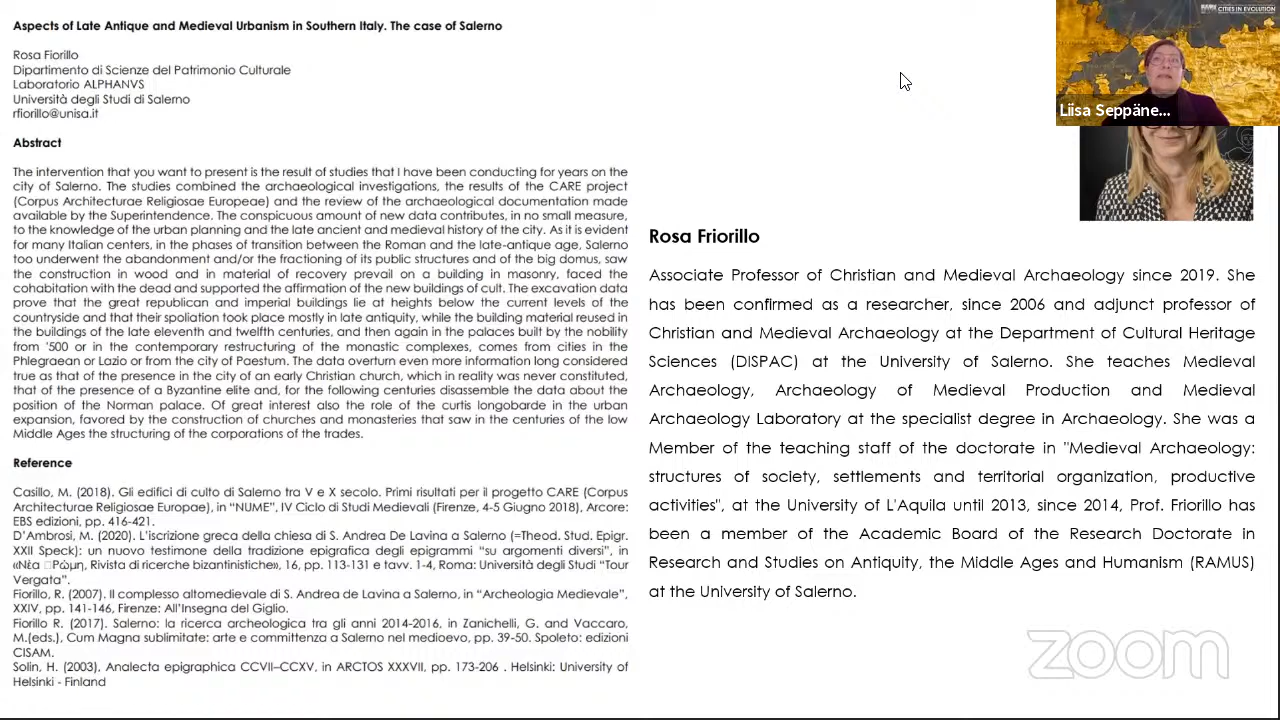 Aspects of Late Antique and Medieval Urbanism in Southern Italy. The case of Salerno
Rosa Fiorillo
Dipartimento di Scienze del Patrimonio Culturale
Laboratorio ALPHANVS
Università degli Studi di Salerno
rfiorillo@unisa.it
Abstract
The intervention that you want to present is the result of studies that I have been conducting for years on the
city of Salerno. The studies combined the archaeological investigations, the results of the CARE project
(Corpus Architecturae Religiosae Europeae) and the review of the archaeological documentation made
available by the Superintendence. The conspicuous amount of new data contributes, in no small measure,
to the knowledge of the urban planning and the late ancient and medieval history of the city. As it is evident
for many Italian centers, in the phases of transition between the Roman and the late-antique age, Salerno
too underwent the abandonment and/or the fractioning of its public structures and of the big domus, saw
the construction in wood and in material of recovery prevail on a building in masonry, faced the
cohabitation with the dead and supported the affirmation of the new buildings of cult. The excavation data
prove that the great republican and imperial buildings lie at heights below the current levels of the
countryside and that their spoliation took place mostly in late antiquity, while the building material reused in
the buildings of the late eleventh and twelfth centuries, and then again in the palaces built by the nobility
from '500 or in the contemporary restructuring of the monastic complexes, comes from cities in the
Phlegraean or Lazio or from the city of Paestum. The data overturn even more information long considered
true as that of the presence in the city of an early Christian church, which in reality was never constituted,
that of the presence of a Byzantine elite and, for the following centuries disassemble the data about the
position of the Norman palace. Of great interest also the role of the curtis longobarde in the urban
expansion, favored by the construction of churches and monasteries that saw in the centuries of the low
Middle Ages the structuring of the corporations of the trades.
Reference
Casillo, M. (2018), Gli edifici di culto di Salerno tra V e X secolo. Primi risultati per il progetto CARE (Corpus
Architecturae Religiosae Europae), in "NUME", IV Ciclo di Studi Medievali (Firenze, 4-5 Giugno 2018), Arcore:
EBS edizioni, pp. 416-421.
D'Ambrosi, M. (2020). L'iscrizione greca della chiesa di S. Andrea De Lavina a Salerno (=Theod. Stud. Epigr.
XXII Speck): un nuovo testimone della tradizione epigrafica degli epigrammi "su argomenti diversi", in
«Νέα □Ρώμη, Rivista di ricerche bizantinistiche», 16, pp. 113-131 e tavv. 1-4, Roma: Università degli Studi "Tour
Vergata".
Fiorillo, R. (2007). Il complesso altomedievale di S. Andrea de Lavina a Salerno, in "Archeologia Medievale",
XXIV, pp. 141-146, Firenze: All'Insegna del Giglio.
Fiorillo R. (2017). Salerno: la ricerca archeologica tra gli anni 2014-2016, in Zanichelli, G. and Vaccaro,
M.(eds.), Cum Magna sublimitate: arte e committenza a Salerno nel medioevo, pp. 39-50. Spoleto: edizioni
CISAM.
Solin, H. (2003), Analecta epigraphica CCVII–CCXV, in ARCTOS XXXVII, pp. 173-206 . Helsinki: University of
Helsinki - Finland
CITIES IN EVOLUTION
Liisa Seppäne...
Rosa Friorillo
Associate Professor of Christian and Medieval Archaeology since 2019. She
has been confirmed as a researcher, since 2006 and adjunct professor of
Christian and Medieval Archaeology at the Department of Cultural Heritage
Sciences (DISPAC) at the University of Salerno. She teaches Medieval
Archaeology, Archaeology of Medieval Production and Medieval
Archaeology Laboratory at the specialist degree in Archaeology. She was a
Member of the teaching staff of the doctorate in "Medieval Archaeology:
structures of society, settlements and territorial organization, productive
activities", at the University of L'Aquila until 2013, since 2014, Prof. Friorillo has
been a member of the Academic Board of the Research Doctorate in
Research and Studies on Antiquity, the Middle Ages and Humanism (RAMUS)
at the University of Salerno.
zoom